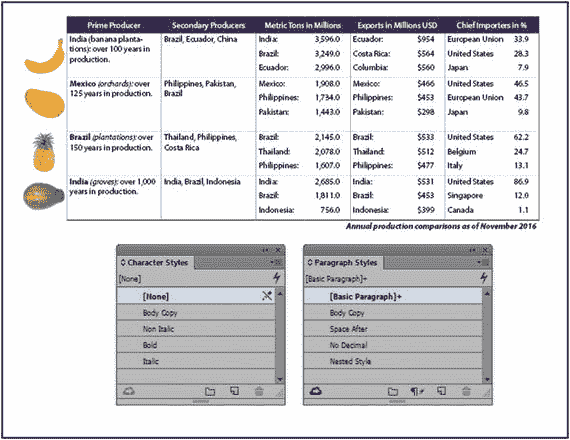 Prime Producer Secondary Producers Metric Tons in Millions Exports in Millions USD Chief Importers in %
India (banana planta- Brazil, Ecuador, China India: 3,596.0 Ecuador: $954 European Union 33.9
tions): over 100 years in Brazil: 3,249.0 Costa Rica: $564 United States 28.3
production. Ecuador: 2,996.0 Columbia: $560 Japan 7.9
Mexico (orchards): over Philippines, Pakistan, Mexico: 1,908.0 Mexico: $466 United States 46.5
125 years in production. Brazil Philippines: 1,734.0 Philippines: $453 European Union 43.7
Pakistan: 1,443.0 Pakistan: $298 Japan 9.8
Brazil (plantations): over Thailand, Philippines, Brazil: 2,145.0 Brazil: $533 United States 62.2
150 years in production. Costa Rica Thailand: 2,078.0 Thailand: $512 Belgium 24.7
Philippines: 1,607.0 Philippines: $477 Italy 13.1
India (groves): over 1,000 India, Brazil, Indonesia India: 2,685.0 India: $531 United States 86.9
years in production. Brazil: 1,811.0 Brazil: $453 Singapore 12.0
Indonesia: 756.0 Indonesia: $399 Canada 1.1
Annual production comparisons as of November 2016
Character Styles
[None]
[None]
Body Copy
Non Italic
Bold
Italic
Paragraph Styles
[Basic Paragraph]+
[Basic Paragraph]+
Body Copy
Space After
No Decimal
Nested Style